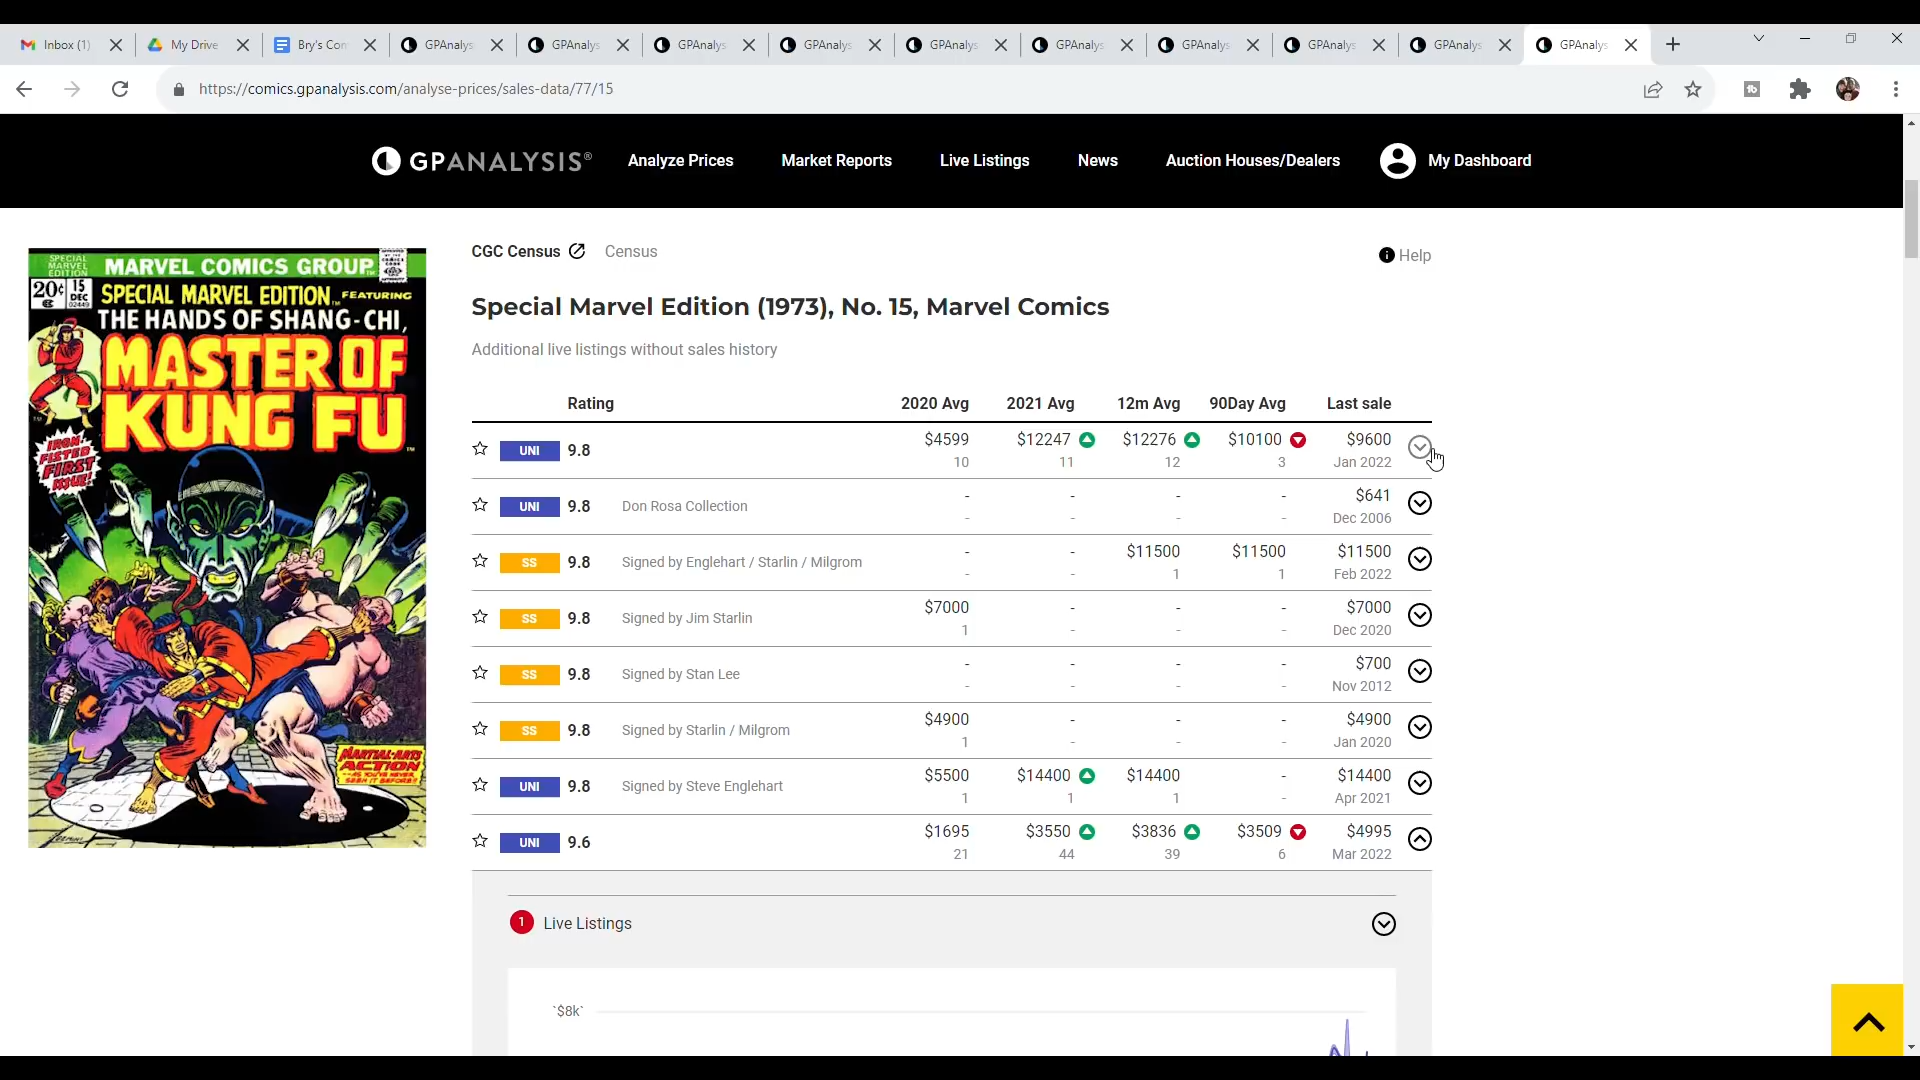 Inbox (1)
My Drive
Bry's Con
GPAnalys
GPAnalys
GPAnalys
GPAnalys
GPAnalys
GPAnalys
GPAnalys
GPAnalys
GPAnalys
GPAnalys
https://comics.gpanalysis.com/analyse-prices/sales-data/77/15
GPANALYSIS®
Analyze Prices
Market Reports
Live Listings
News
Auction Houses/Dealers
My Dashboard
SPECIAL MARVEL EDITION
MARVEL COMICS GROUP™
20¢
15
DEC
02449
SPECIAL MARVEL EDITION™ FEATURING
THE HANDS OF SHANG-CHI,
MASTER OF
KUNG FU
FIRST
ISSUE!
MARTIAL-ARTS
ACTION
CGC Census
Census
Help
Special Marvel Edition (1973), No. 15, Marvel Comics
Additional live listings without sales history
Rating 2020 Avg 2021 Avg 12m Avg 90Day Avg Last sale
UNI 9.8 $4599 $12247 $12276 $10100 $9600
10 11 12 3 Jan 2022
UNI 9.8 Don Rosa Collection - - - - $641
- - - - Dec 2006
SS 9.8 Signed by Englehart / Starlin / Milgrom - - $11500 $11500 $11500
- - 1 1 Feb 2022
SS 9.8 Signed by Jim Starlin $7000 - - - $7000
1 - - - Dec 2020
SS 9.8 Signed by Stan Lee - - - - $700
- - - - Nov 2012
SS 9.8 Signed by Starlin / Milgrom $4900 - - - $4900
1 - - - Jan 2020
UNI 9.8 Signed by Steve Englehart $5500 $14400 $14400 - $14400
1 1 1 - Apr 2021
UNI 9.6 $1695 $3550 $3836 $3509 $4995
21 44 39 6 Mar 2022
1 Live Listings
`$8k`